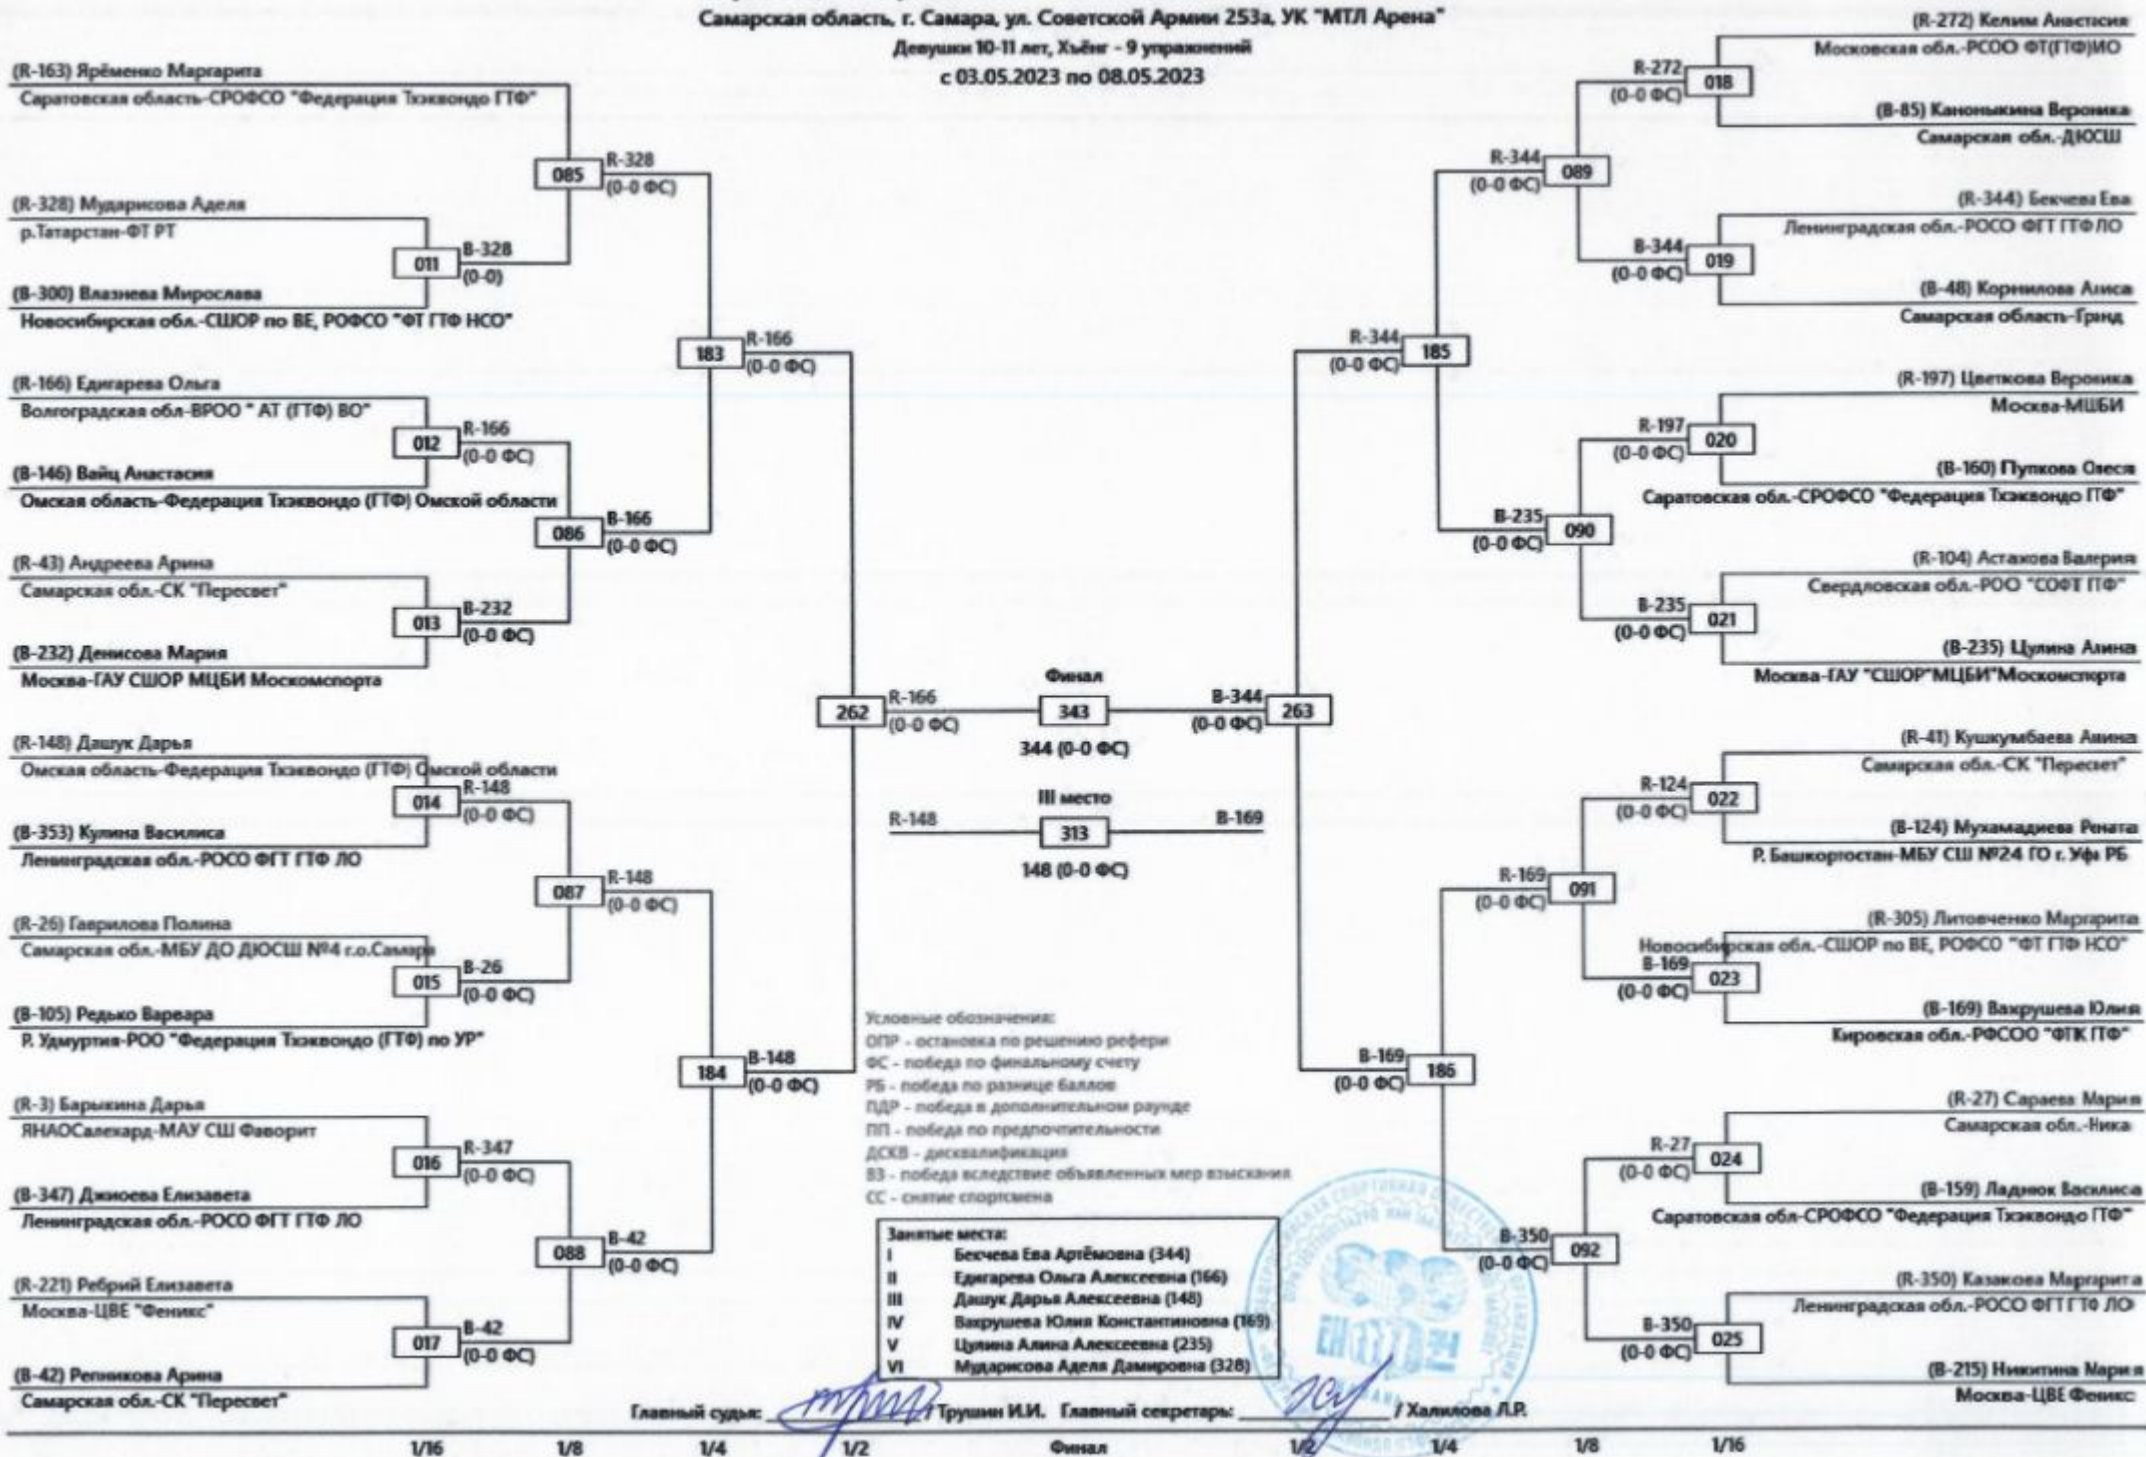 Самарская область, г. Самара, ул. Советской Армии 253а, УК "МТЛ Арена"
Девушки 10-11 лет, Хъёнг - 9 упражнений
с 03.05.2023 по 08.05.2023
(R-163) Ярёменко Маргарита
Саратовская область-СРОФСО "Федерация Тхэквондо ГТФ"
085
R-328
(0-0 ФС)
(R-328) Мударисова Аделя
р.Татарстан-ФТ РТ
011
B-328
(0-0)
(B-300) Влазнева Мирослава
Новосибирская обл.-СШОР по ВЕ, РОФСО "ФТ ГТФ НСО"
183
R-166
(0-0 ФС)
(R-166) Едигарева Ольга
Волгоградская обл-ВРОО " АТ (ГТФ) ВО"
012
R-166
(0-0 ФС)
(B-146) Вайц Анастасия
Омская область-Федерация Тхэквондо (ГТФ) Омской области
086
B-166
(0-0 ФС)
(R-43) Андреева Арина
Самарская обл.-СК "Пересвет"
013
B-232
(0-0 ФС)
(B-232) Денисова Мария
Москва-ГАУ СШОР МЦБИ Москомспорта
262
R-166
(0-0 ФС)
(R-148) Дашук Дарья
Омская область-Федерация Тхэквондо (ГТФ) Омской области
014
R-148
(0-0 ФС)
(B-353) Кулина Василиса
Ленинградская обл.-РОСО ФГТ ГТФ ЛО
087
R-148
(0-0 ФС)
(R-26) Гаврилова Полина
Самарская обл.-МБУ ДО ДЮСШ №4 г.о.Самара
015
B-26
(0-0 ФС)
(B-105) Редько Варвара
Р. Удмуртия-РОО "Федерация Тхэквондо (ГТФ) по УР"
184
B-148
(0-0 ФС)
(R-3) Барыкина Дарья
ЯНАОСалехард-МАУ СШ Фаворит
016
R-347
(0-0 ФС)
(B-347) Джиоева Елизавета
Ленинградская обл.-РОСО ФГТ ГТФ ЛО
088
B-42
(0-0 ФС)
(R-221) Ребрий Елизавета
Москва-ЦВЕ "Феникс"
017
B-42
(0-0 ФС)
(B-42) Репникова Арина
Самарская обл.-СК "Пересвет"
Финал
343
344 (0-0 ФС)
III место
R-148
313
B-169
148 (0-0 ФС)
(R-272) Келим Анастасия
Московская обл.-РСОО ФТ(ГТФ)МО
R-272
(0-0 ФС)
018
(B-85) Каноныкина Вероника
Самарская обл.-ДЮСШ
R-344
(0-0 ФС)
089
(R-344) Бекчева Ева
Ленинградская обл.-РОСО ФГТ ГТФ ЛО
B-344
(0-0 ФС)
019
(B-48) Корнилова Алиса
Самарская область-Гранд
R-344
(0-0 ФС)
185
(R-197) Цветкова Вероника
Москва-МЦБИ
R-197
(0-0 ФС)
020
(B-160) Пупкова Олеся
Саратовская обл.-СРОФСО "Федерация Тхэквондо ГТФ"
B-235
(0-0 ФС)
090
(R-104) Астахова Валерия
Свердловская обл.-РОО "СОФТ ГТФ"
B-235
(0-0 ФС)
021
(B-235) Цулина Алина
Москва-ГАУ "СШОР"МЦБИ"Москомспорта
B-344
(0-0 ФС)
263
(R-41) Кушкумбаева Амина
Самарская обл.-СК "Пересвет"
R-124
(0-0 ФС)
022
(B-124) Мухамадиева Рената
Р. Башкортостан-МБУ СШ №24 ГО г. Уфа РБ
R-169
(0-0 ФС)
091
(R-305) Литовченко Маргарита
Новосибирская обл.-СШОР по ВЕ, РОФСО "ФТ ГТФ НСО"
B-169
(0-0 ФС)
023
(B-169) Вахрушева Юлия
Кировская обл.-РФСОО "ФТК ГТФ"
B-169
(0-0 ФС)
186
(R-27) Сараева Мария
Самарская обл.-Ника
R-27
(0-0 ФС)
024
(B-159) Ладнюк Василиса
Саратовская обл-СРОФСО "Федерация Тхэквондо ГТФ"
B-350
(0-0 ФС)
092
(R-350) Казакова Маргарита
Ленинградская обл.-РОСО ФГТ ГТФ ЛО
B-350
(0-0 ФС)
025
(B-215) Никитина Мария
Москва-ЦВЕ Феникс
Условные обозначения:
ОПР - остановка по решению рефери
ФС - победа по финальному счету
РБ - победа по разнице баллов
ПДР - победа в дополнительном раунде
ПП - победа по предпочтительности
ДСКВ - дисквалификация
ВЗ - победа вследствие объявленных мер взыскания
СС - снятие спортсмена
Занятые места:
I Бекчева Ева Артёмовна (344)
II Едигарева Ольга Алексеевна (166)
III Дашук Дарья Алексеевна (148)
IV Вахрушева Юлия Константиновна (169)
V Цулина Алина Алексеевна (235)
VI Мударисова Аделя Дамировна (328)
Главный судья: / Трушин И.И. Главный секретарь: / Халилова Л.Р.
1/16 1/8 1/4 1/2 Финал 1/2 1/4 1/8 1/16